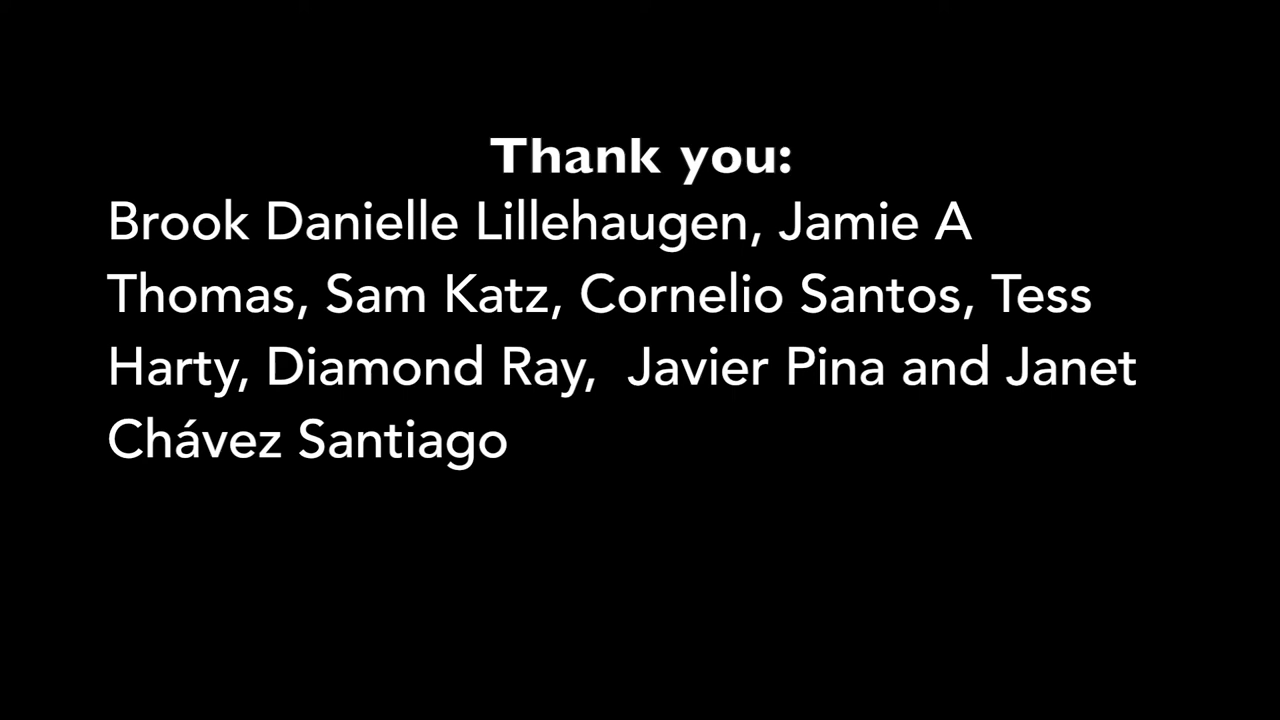 Thank you:
Brook Danielle Lillehaugen, Jamie A
Thomas, Sam Katz, Cornelio Santos, Tess
Harty, Diamond Ray,  Javier Pina and Janet
Chávez Santiago